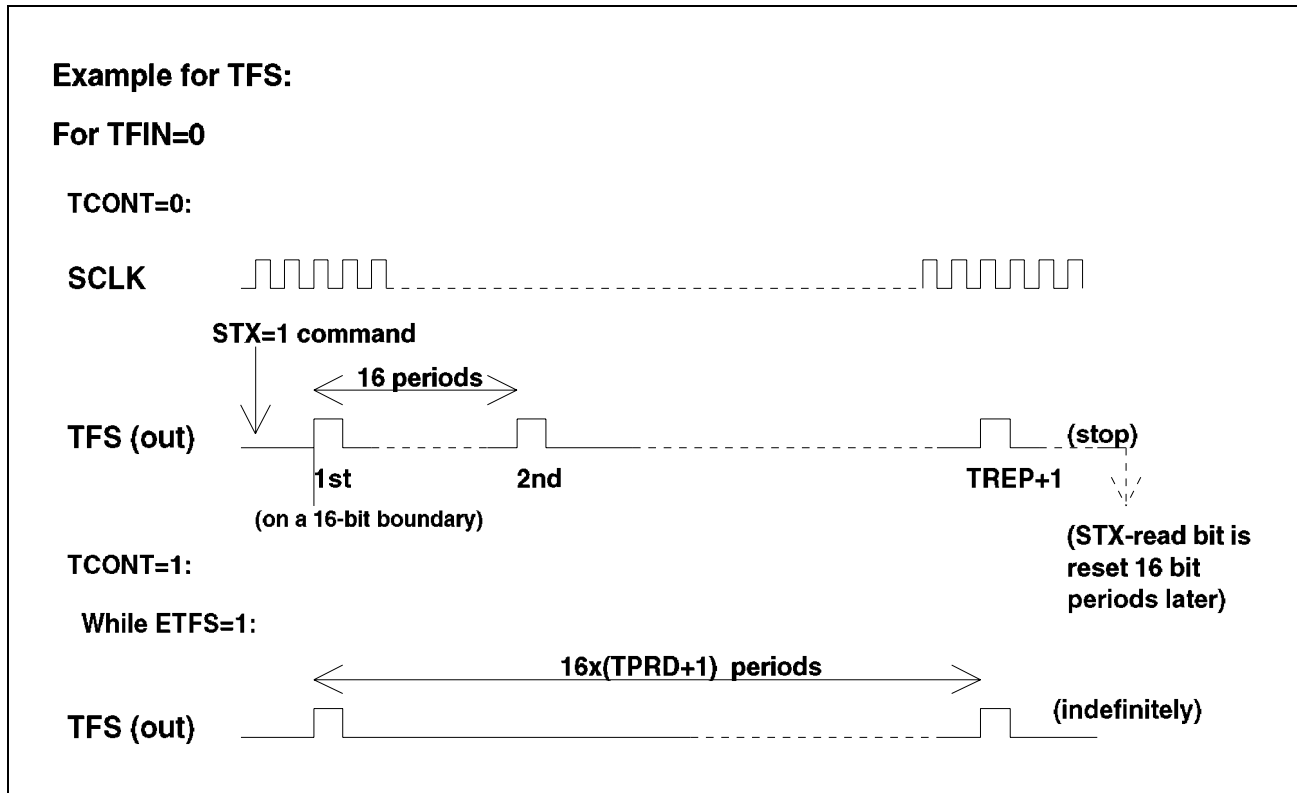 Example for TFS:
For TFIN=0
TCONT=0:
SCLK
STX=1 command
16 periods
TFS (out)
(stop)
1st
2nd
TREP+1
(on a 16-bit boundary)
(STX-read bit is
reset 16 bit
periods later)
TCONT=1:
While ETFS=1:
16x(TPRD+1) periods
TFS (out)
(indefinitely)